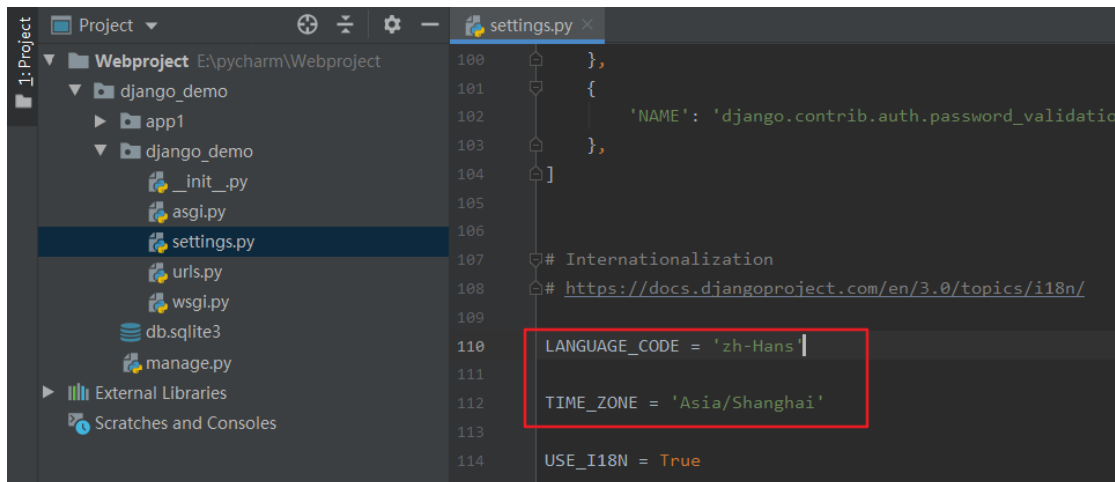 1: Project
Project
settings.py
Webproject E:\pycharm\Webproject
django_demo
app1
django_demo
__init__.py
asgi.py
settings.py
urls.py
wsgi.py
db.sqlite3
manage.py
External Libraries
Scratches and Consoles
100 },
101 {
102 'NAME': 'django.contrib.auth.password_validatio
103 },
104 ]
105
106
107 # Internationalization
108 # https://docs.djangoproject.com/en/3.0/topics/i18n/
109
110 LANGUAGE_CODE = 'zh-Hans'
111
112 TIME_ZONE = 'Asia/Shanghai'
113
114 USE_I18N = True